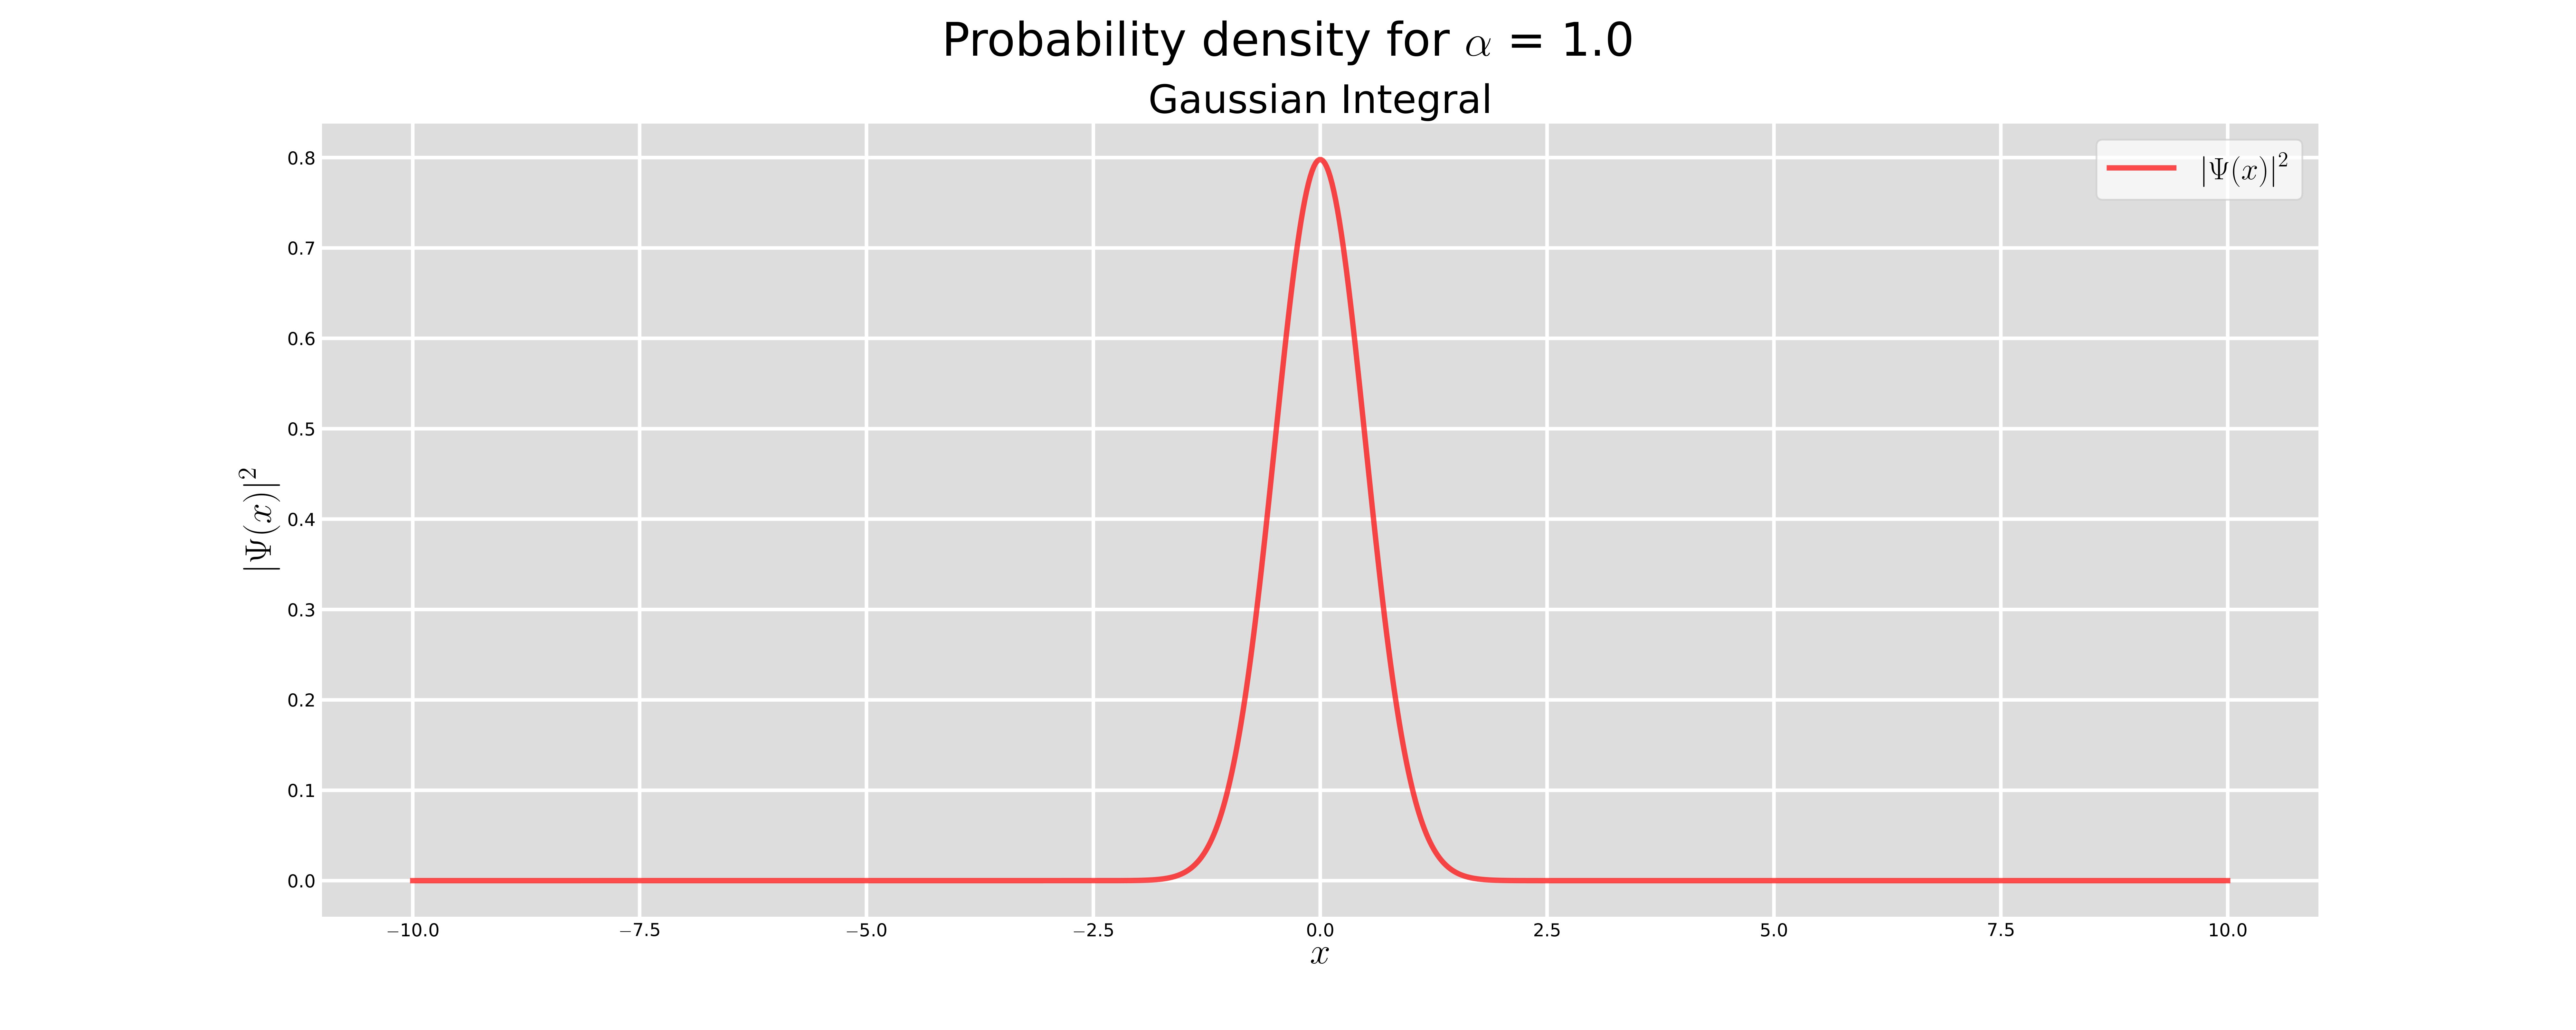 Probability density for α = 1.0
Gaussian Integral
|Ψ(x)|²
0.8
0.7
0.6
0.5
0.4
0.3
0.2
0.1
0.0
|Ψ(x)|²
−10.0 −7.5 −5.0 −2.5 0.0 2.5 5.0 7.5 10.0
x